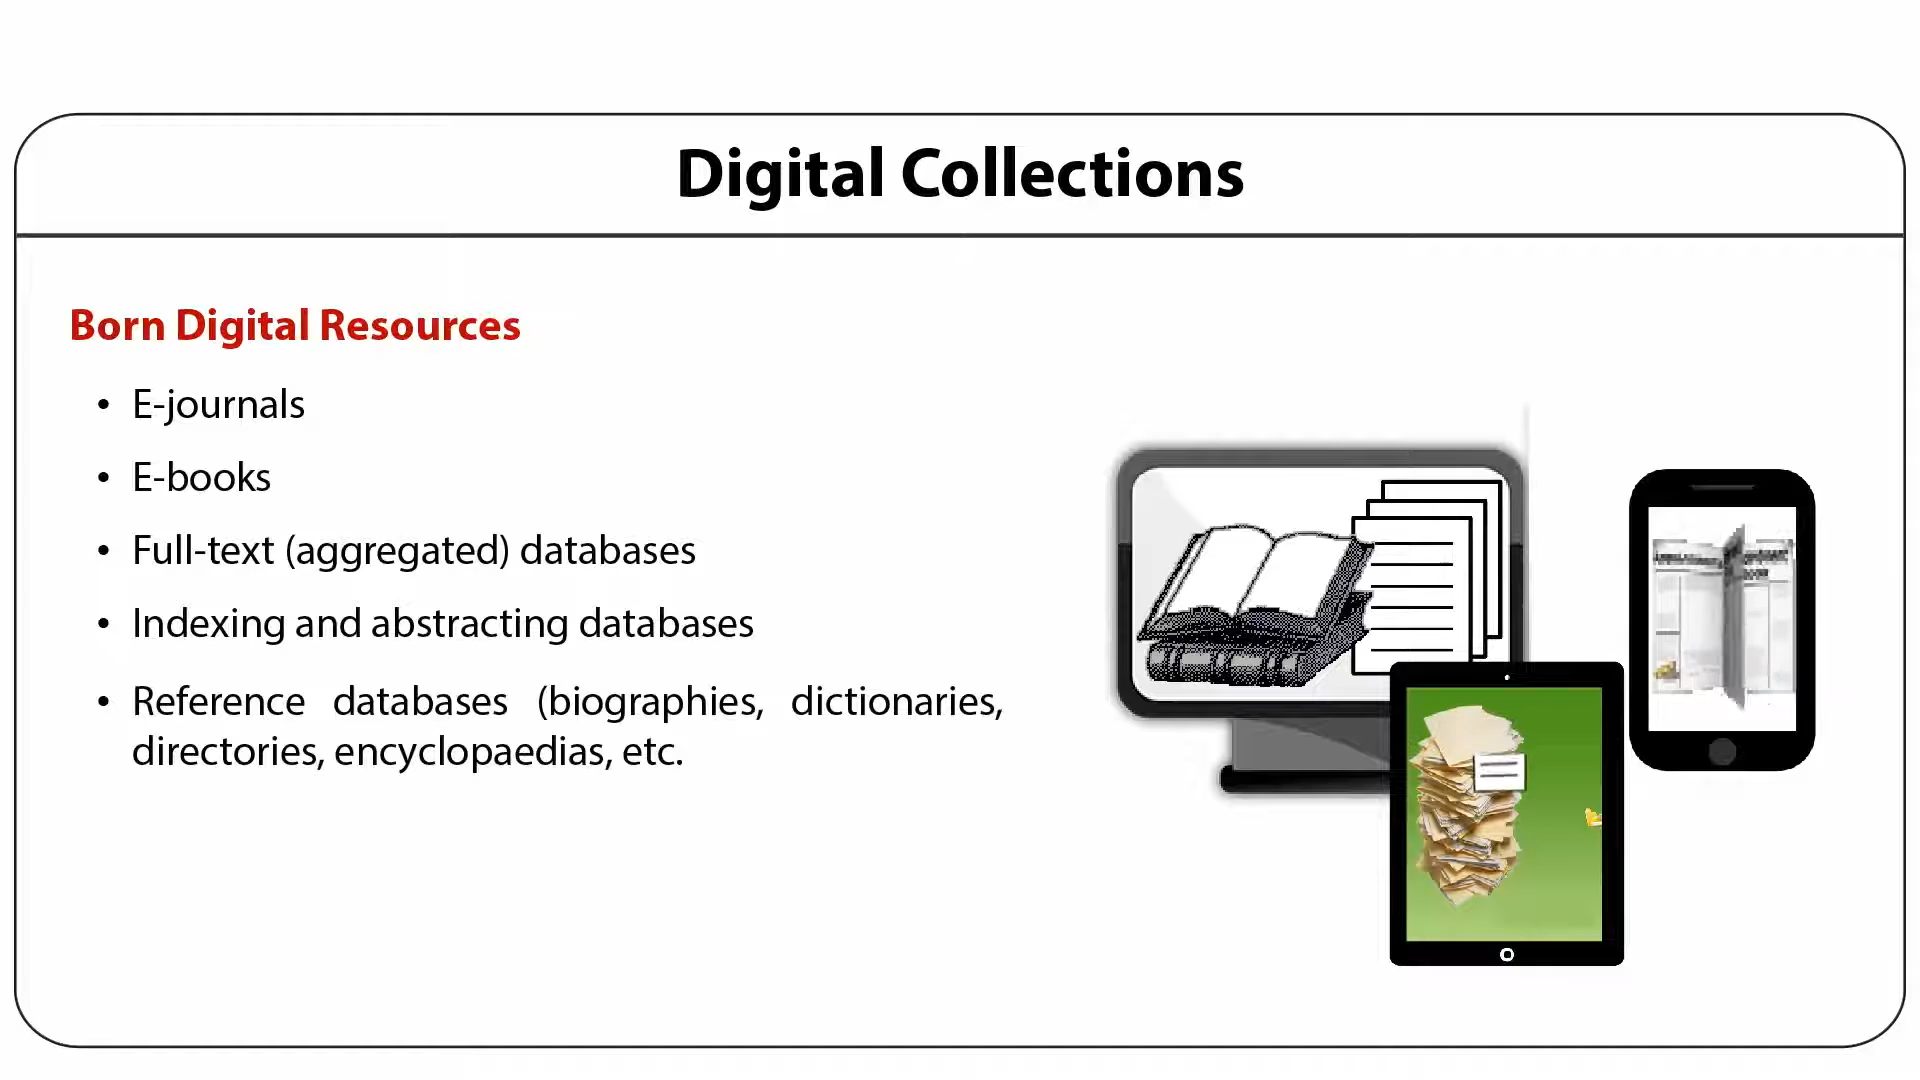 Digital Collections
Born Digital Resources
• E-journals
• E-books
• Full-text (aggregated) databases
• Indexing and abstracting databases
• Reference databases (biographies, dictionaries,
directories, encyclopaedias, etc.